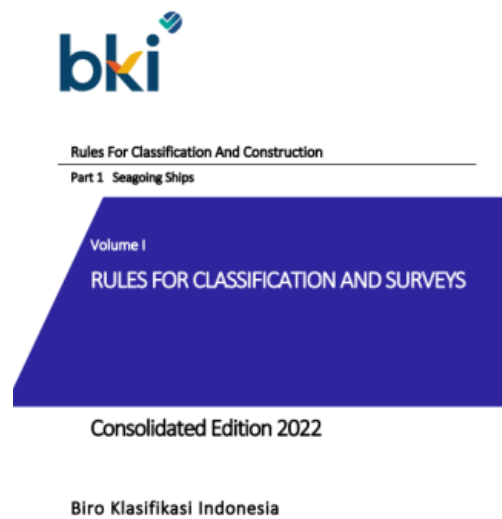 bki
Rules For Classification And Construction
Part 1 Seagoing Ships
Volume I
RULES FOR CLASSIFICATION AND SURVEYS
Consolidated Edition 2022
Biro Klasifikasi Indonesia